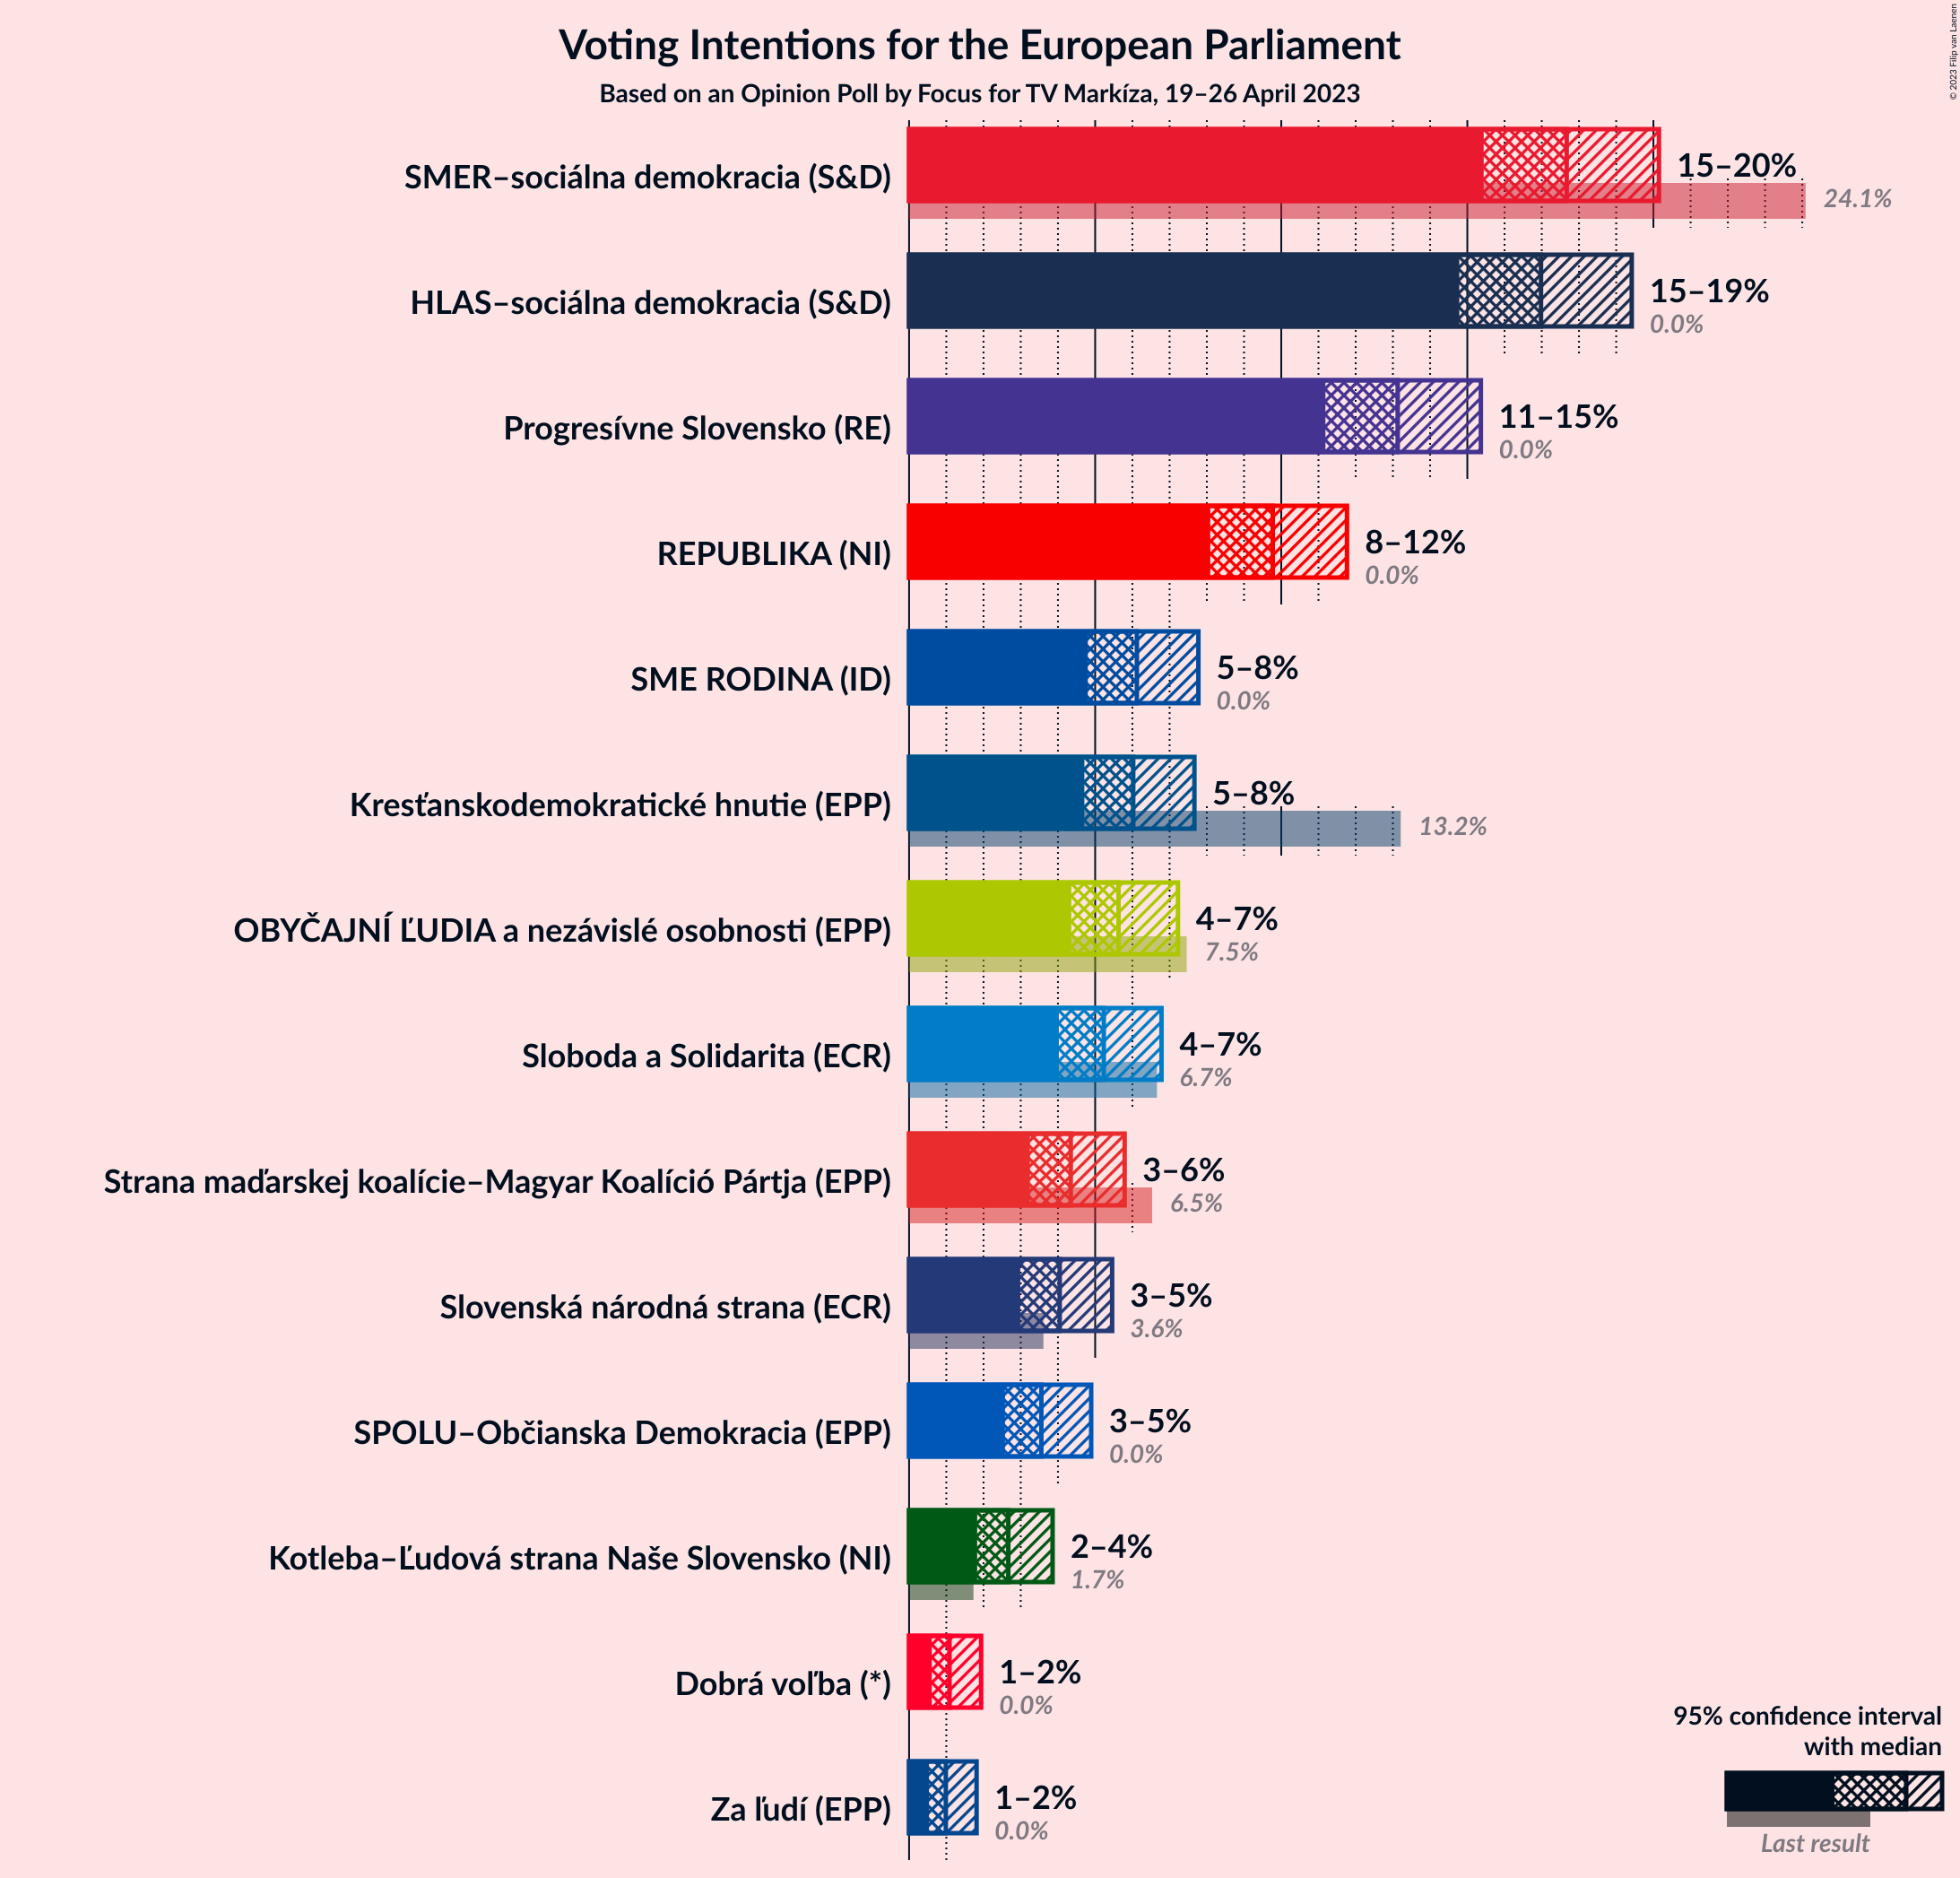 Voting Intentions for the European Parliament
Based on an Opinion Poll by Focus for TV Markíza, 19–26 April 2023
© 2023 Filip van Laenen
SMER–sociálna demokracia (S&D)
15–20%
24.1%
HLAS–sociálna demokracia (S&D)
15–19%
0.0%
Progresívne Slovensko (RE)
11–15%
0.0%
REPUBLIKA (NI)
8–12%
0.0%
SME RODINA (ID)
5–8%
0.0%
Kresťanskodemokratické hnutie (EPP)
5–8%
13.2%
OBYČAJNÍ ĽUDIA a nezávislé osobnosti (EPP)
4–7%
7.5%
Sloboda a Solidarita (ECR)
4–7%
6.7%
Strana maďarskej koalície–Magyar Koalíció Pártja (EPP)
3–6%
6.5%
Slovenská národná strana (ECR)
3–5%
3.6%
SPOLU–Občianska Demokracia (EPP)
3–5%
0.0%
Kotleba–Ľudová strana Naše Slovensko (NI)
2–4%
1.7%
Dobrá voľba (*)
1–2%
0.0%
Za ľudí (EPP)
1–2%
0.0%
95% confidence interval
with median
Last result